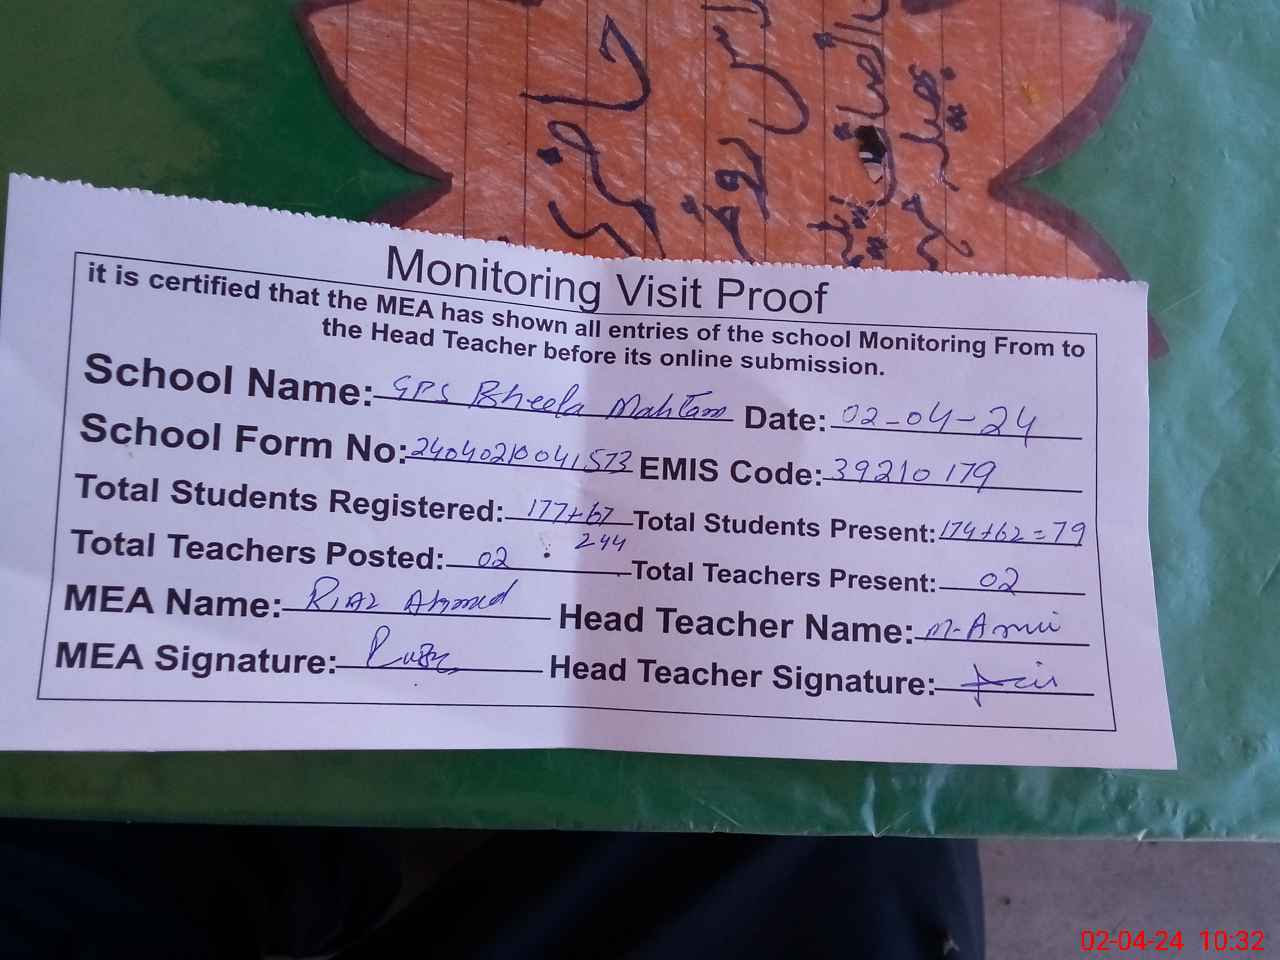 حاضری
Monitoring Visit Proof
it is certified that the MEA has shown all entries of the school Monitoring From to
the Head Teacher before its online submission.
School Name: GPS Bheela Mahtam Date: 02-04-24
School Form No: 24040210041573 EMIS Code: 39210179
Total Students Registered: 177+67 Total Students Present: 174+62=79
244
Total Teachers Posted: 02 Total Teachers Present: 02
MEA Name: Riaz Ahmed Head Teacher Name: M-Amin
MEA Signature: Head Teacher Signature:
02-04-24 10:32